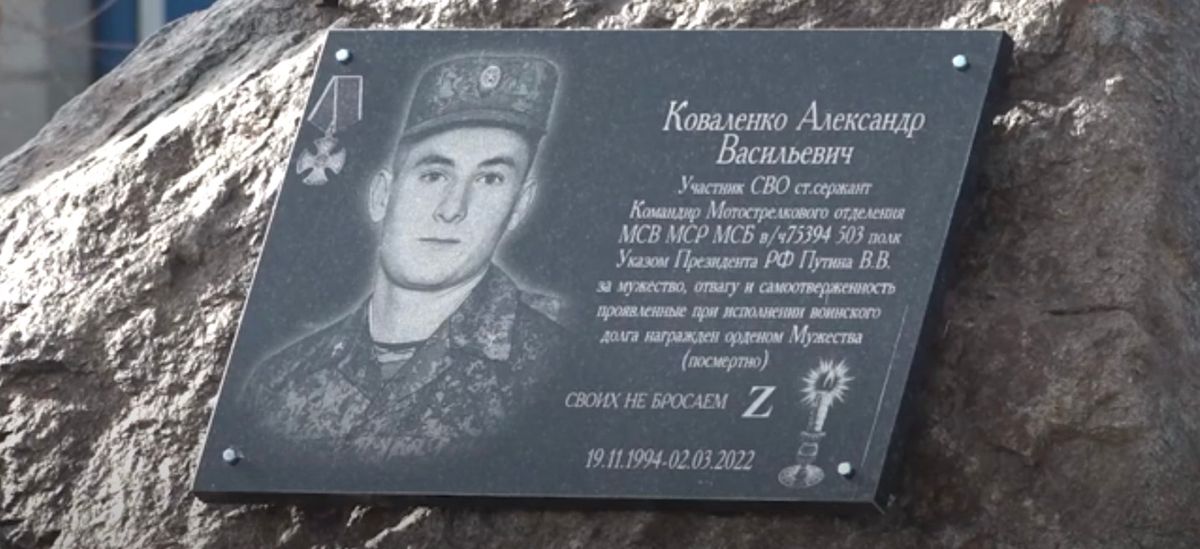 Коваленко Александр
Васильевич
Участник СВО ст.сержант
Командир Мотострелкового отделения
МСВ МСР МСБ в/ч75394 503 полк
Указом Президента РФ Путина В.В.
за мужество, отвагу и самоотверженность
проявленные при исполнении воинского
долга награжден орденом Мужества
(посмертно)
СВОИХ НЕ БРОСАЕМ Z
19.11.1994-02.03.2022